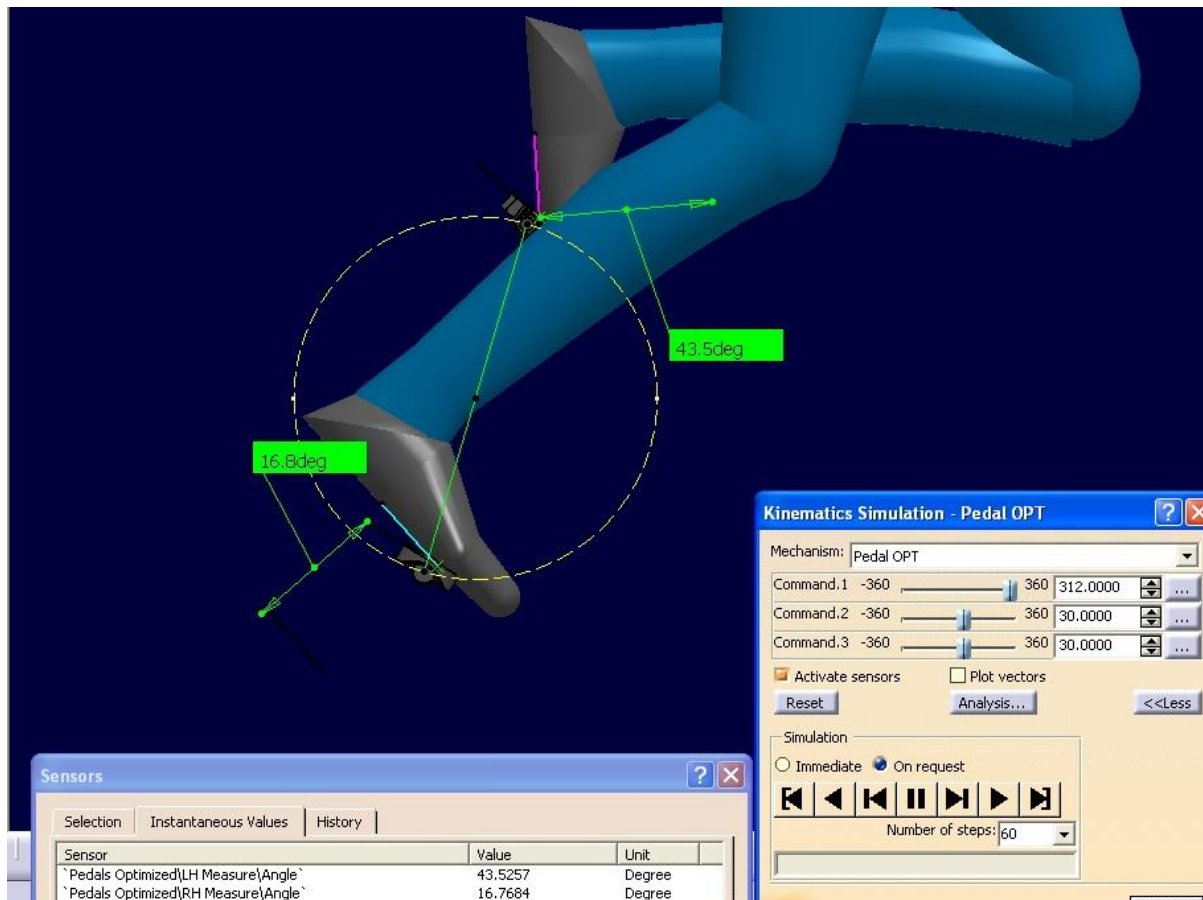 43.5deg
16.8deg
Kinematics Simulation - Pedal OPT
Mechanism: Pedal OPT
Command.1 -360 360 312.0000 ...
Command.2 -360 360 30.0000 ...
Command.3 -360 360 30.0000 ...
Activate sensors Plot vectors
Reset Analysis... <<Less
Simulation
Immediate On request
Number of steps: 60
Sensors
Selection Instantaneous Values History
Sensor Value Unit
`Pedals Optimized\LH Measure\Angle` 43.5257 Degree
`Pedals Optimized\RH Measure\Angle` 16.7684 Degree